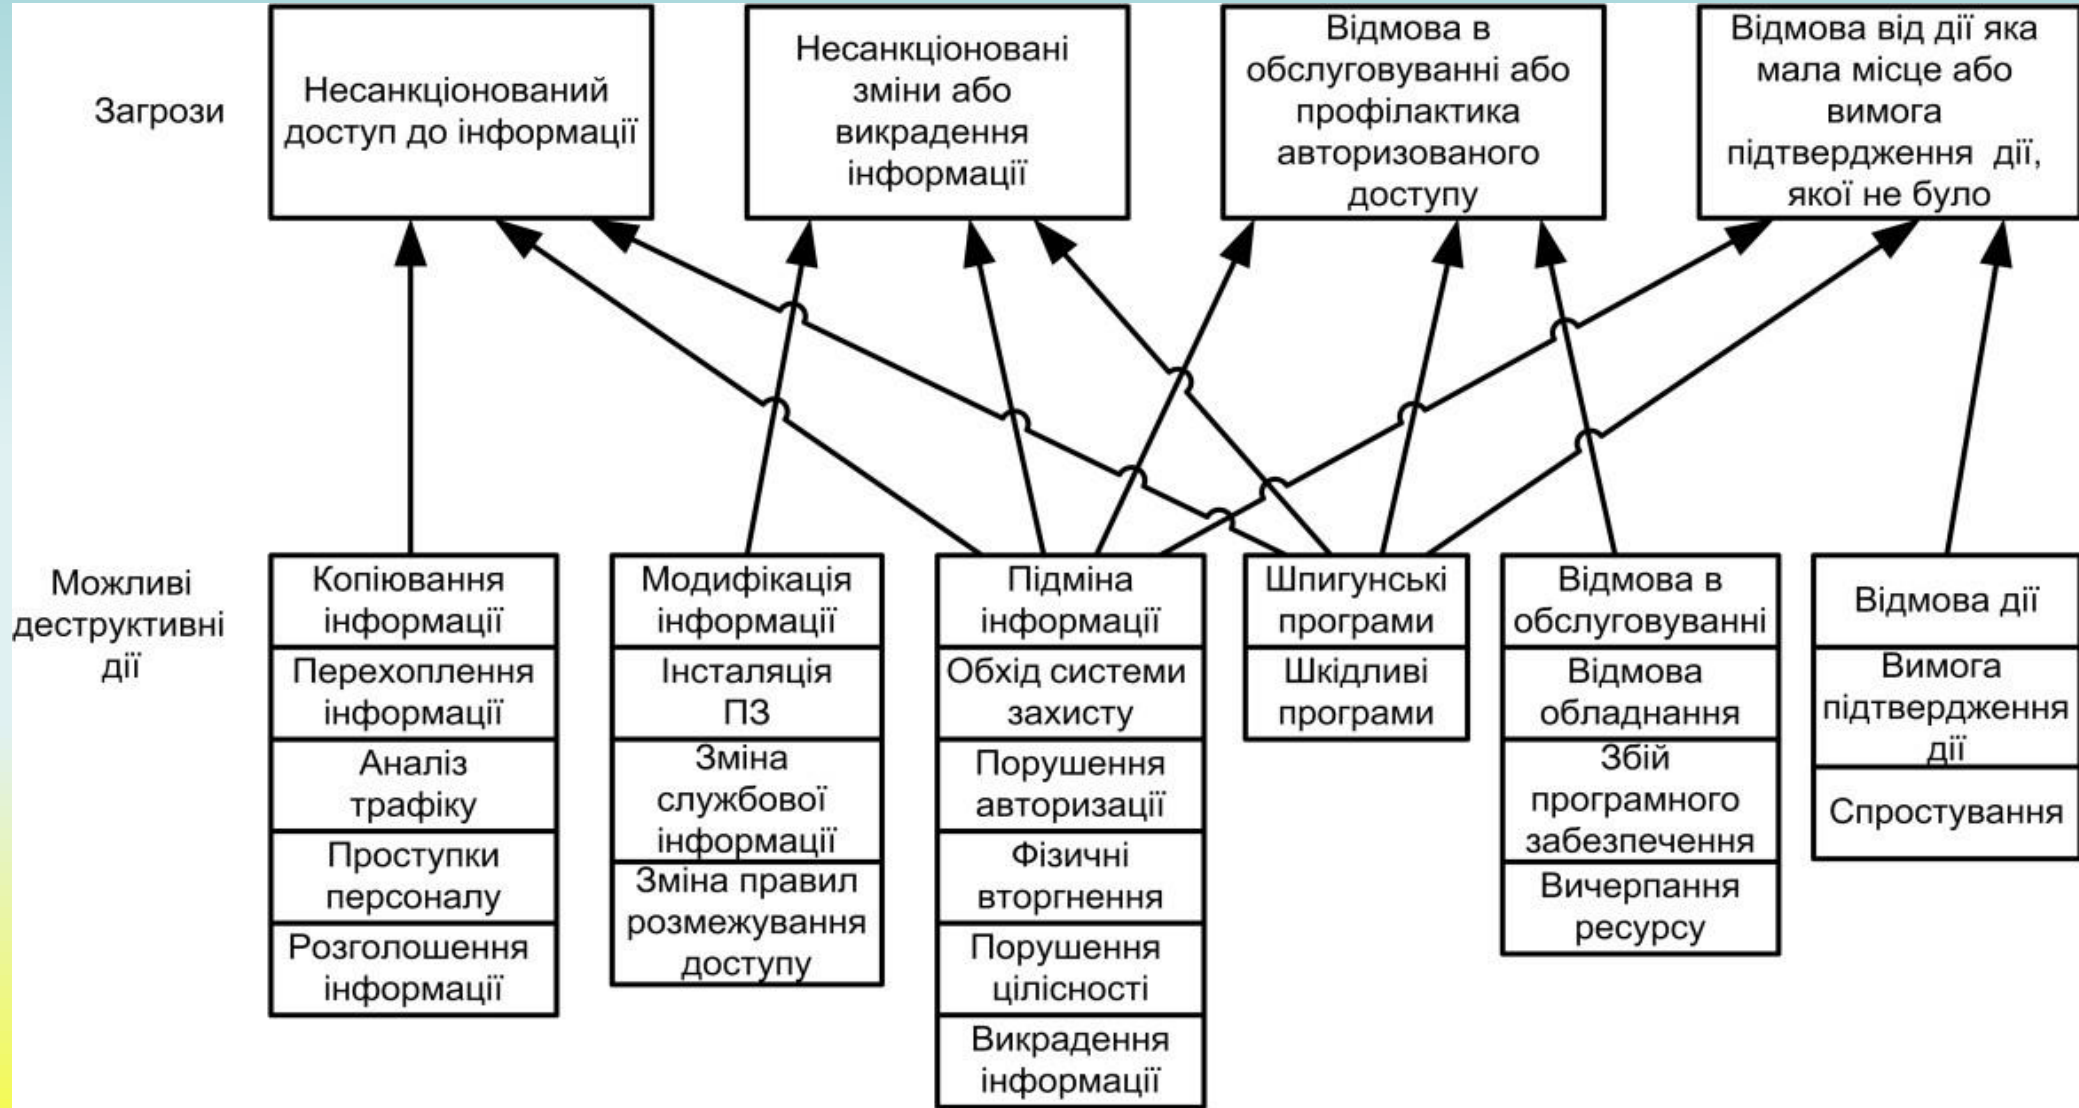 Загрози
Несанкціонований
доступ до інформації
Несанкціоновані
зміни або
викрадення
інформації
Відмова в
обслуговуванні або
профілактика
авторизованого
доступу
Відмова від дії яка
мала місце або
вимога
підтвердження дії,
якої не було
Можливі
деструктивні
дії
Копіювання
інформації
Перехоплення
інформації
Аналіз
трафіку
Проступки
персоналу
Розголошення
інформації
Модифікація
інформації
Інсталяція
ПЗ
Зміна
службової
інформації
Зміна правил
розмежування
доступу
Підміна
інформації
Обхід системи
захисту
Порушення
авторизації
Фізичні
вторгнення
Порушення
цілісності
Викрадення
інформації
Шпигунські
програми
Шкідливі
програми
Відмова в
обслуговуванні
Відмова
обладнання
Збій
програмного
забезпечення
Вичерпання
ресурсу
Відмова дії
Вимога
підтвердження
дії
Спростування